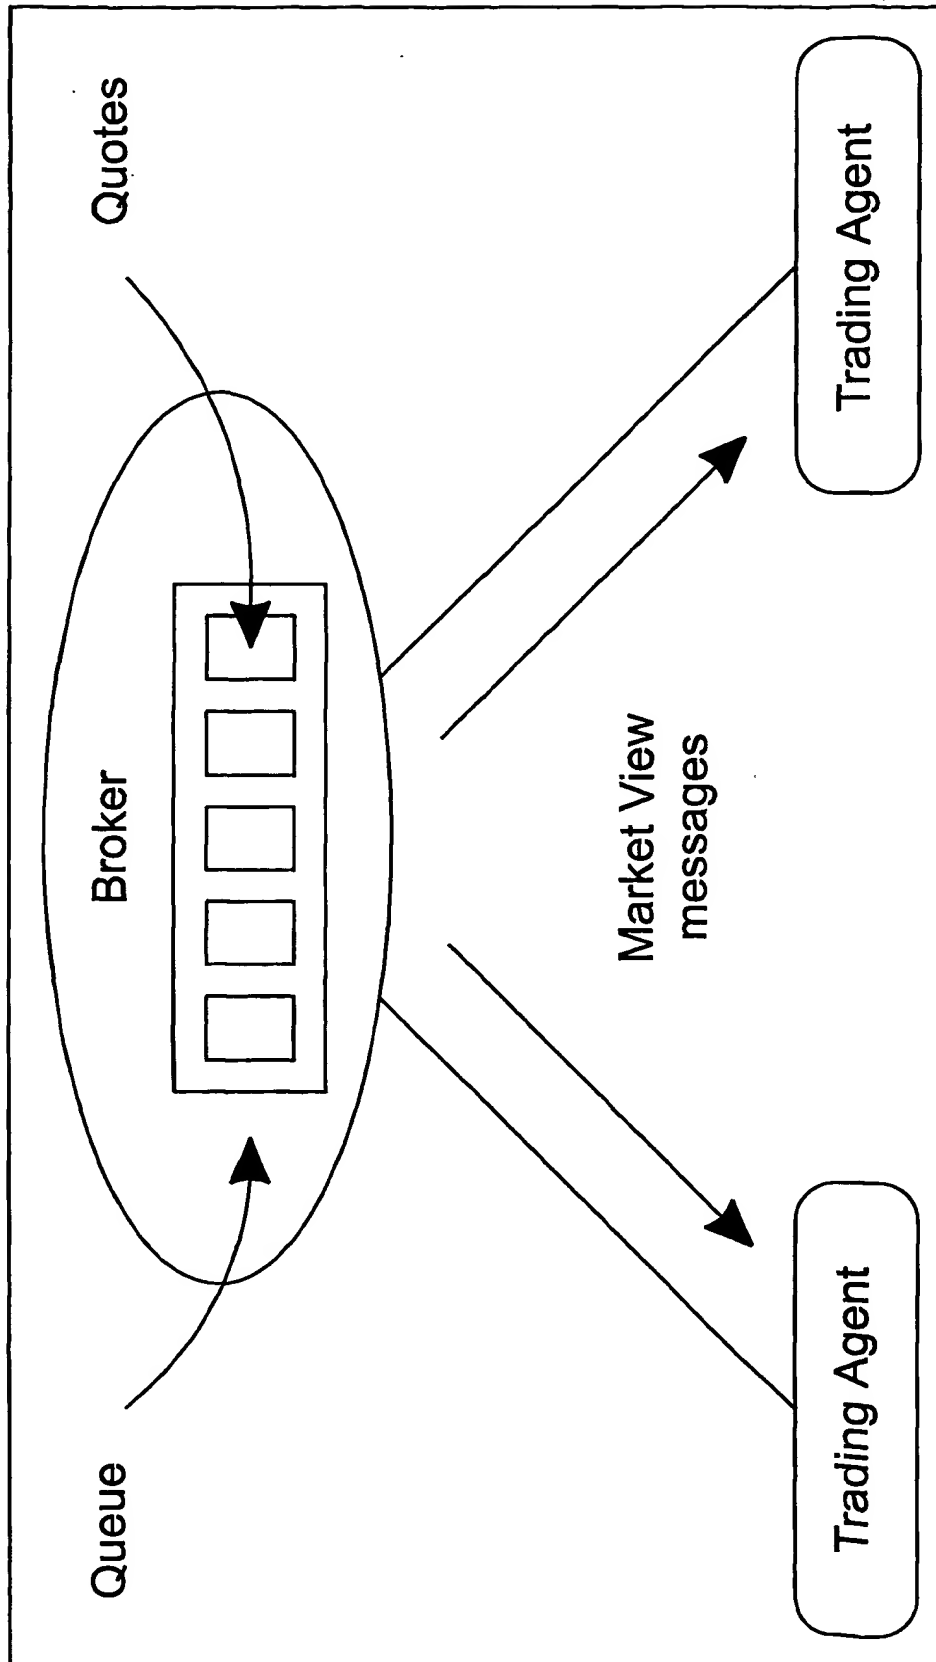 Queue
Broker
Quotes
Market View
messages
Trading Agent
Trading Agent